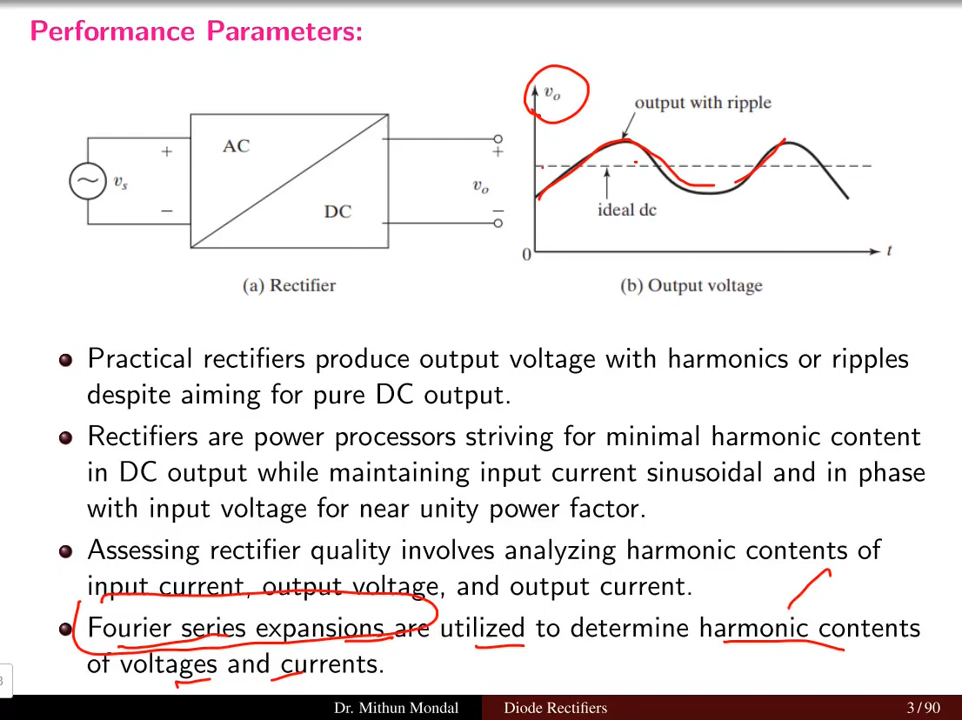 Performance Parameters:
AC
DC
+
−
vs
+
vo
−
vo
output with ripple
ideal dc
0
t
(a) Rectifier
(b) Output voltage
Practical rectifiers produce output voltage with harmonics or ripples
despite aiming for pure DC output.
Rectifiers are power processors striving for minimal harmonic content
in DC output while maintaining input current sinusoidal and in phase
with input voltage for near unity power factor.
Assessing rectifier quality involves analyzing harmonic contents of
input current, output voltage, and output current.
Fourier series expansions are utilized to determine harmonic contents
of voltages and currents.
3
Dr. Mithun Mondal
Diode Rectifiers
3 / 90